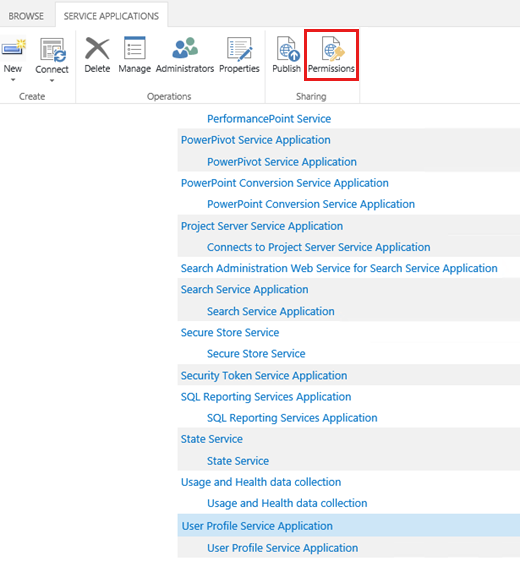 BROWSE SERVICE APPLICATIONS
New Connect Delete Manage Administrators Properties Publish Permissions
Create Operations Sharing
PerformancePoint Service
PowerPivot Service Application
PowerPivot Service Application
PowerPoint Conversion Service Application
PowerPoint Conversion Service Application
Project Server Service Application
Connects to Project Server Service Application
Search Administration Web Service for Search Service Application
Search Service Application
Search Service Application
Secure Store Service
Secure Store Service
Security Token Service Application
SQL Reporting Services Application
SQL Reporting Services Application
State Service
State Service
Usage and Health data collection
Usage and Health data collection
User Profile Service Application
User Profile Service Application